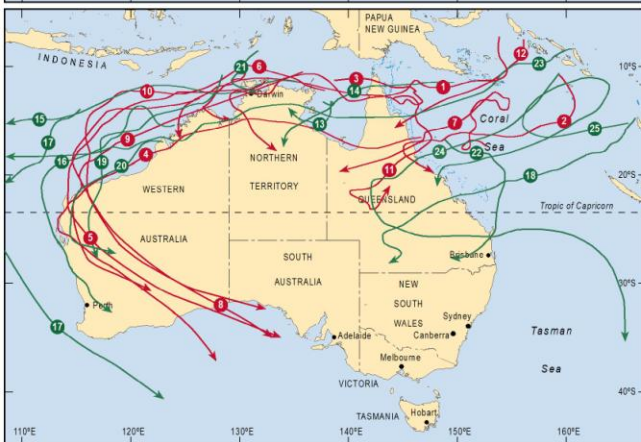 PAPUA
NEW GUINEA
INDONESIA
10°S
21
6
12
23
3
10
Darwin
14
1
15
13
7
Coral
Sea
2
25
17
9
16
19
20
4
24
22
11
18
20°S
NORTHERN
TERRITORY
WESTERN
AUSTRALIA
QUEENSLAND
Tropic of Capricorn
5
SOUTH
AUSTRALIA
Brisbane
8
NEW
SOUTH
WALES
30°S
17
Perth
Sydney
Adelaide
Canberra
Tasman
Sea
Melbourne
VICTORIA
40°S
TASMANIA
Hobart
110°E
120°E
130°E
140°E
150°E
160°E